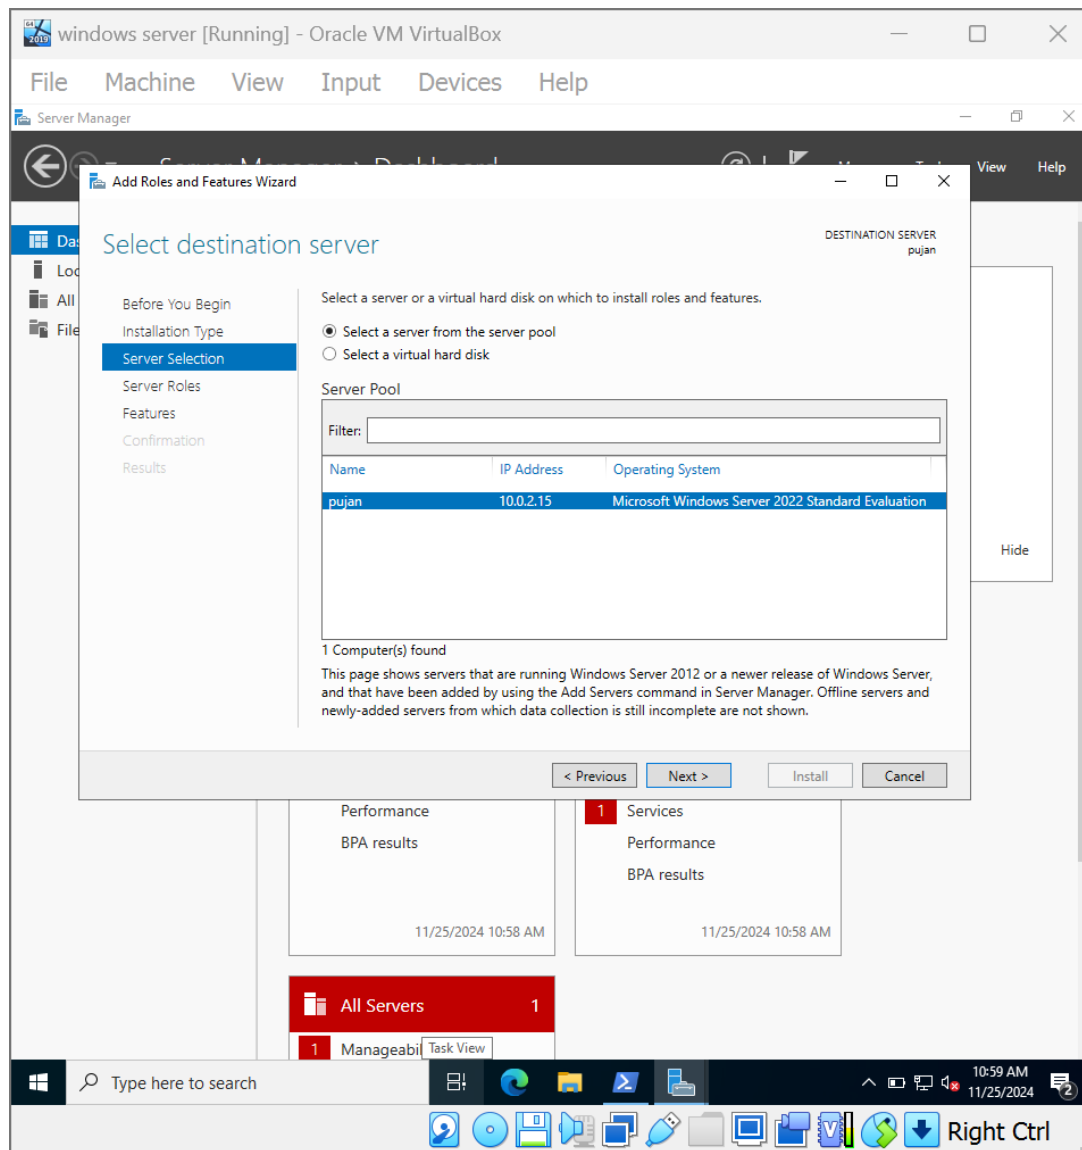 windows server [Running] - Oracle VM VirtualBox
File Machine View Input Devices Help
Server Manager
View Help
Add Roles and Features Wizard
Select destination server
DESTINATION SERVER
pujan
Before You Begin
Installation Type
Server Selection
Server Roles
Features
Confirmation
Results
Select a server or a virtual hard disk on which to install roles and features.
Select a server from the server pool
Select a virtual hard disk
Server Pool
Filter:
Name IP Address Operating System
pujan 10.0.2.15 Microsoft Windows Server 2022 Standard Evaluation
1 Computer(s) found
This page shows servers that are running Windows Server 2012 or a newer release of Windows Server,
and that have been added by using the Add Servers command in Server Manager. Offline servers and
newly-added servers from which data collection is still incomplete are not shown.
< Previous Next > Install Cancel
Das
Loc
All
File
Hide
Performance
BPA results
11/25/2024 10:58 AM
1 Services
Performance
BPA results
11/25/2024 10:58 AM
All Servers 1
1 Manageabil
Task View
Type here to search
10:59 AM
11/25/2024
2
Right Ctrl